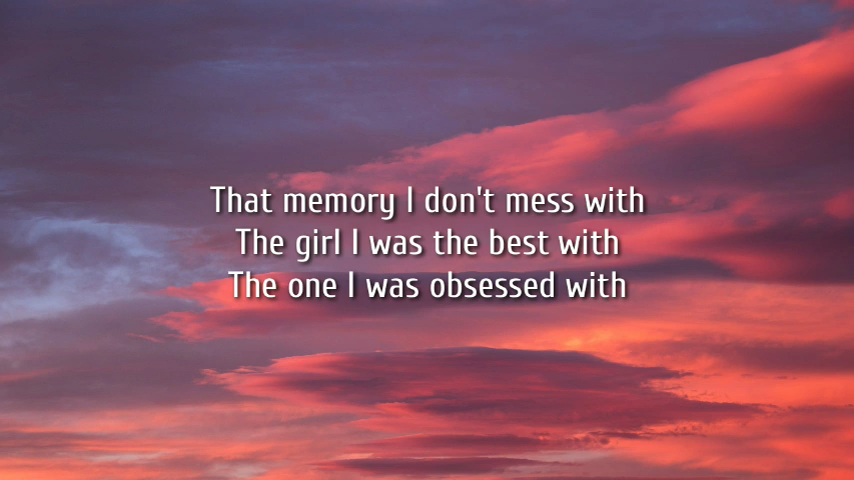 That memory I don't mess with
The girl I was the best with
The one I was obsessed with